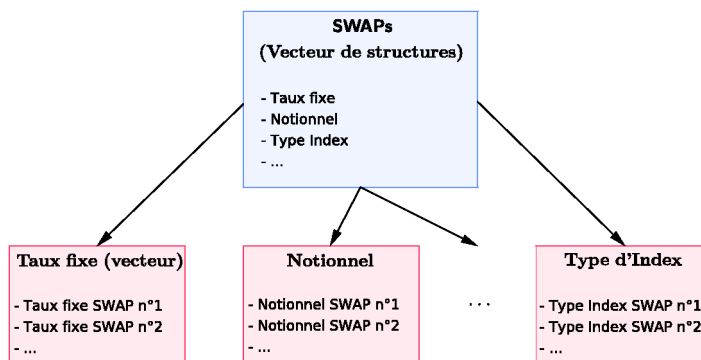 SWAPs
(Vecteur de structures)
- Taux fixe
- Notionnel
- Type Index
- ...
Taux fixe (vecteur)
- Taux fixe SWAP n°1
- Taux fixe SWAP n°2
- ...
Notionnel
- Notionnel SWAP n°1
- Notionnel SWAP n°2
- ...
...
Type d'Index
- Type Index SWAP n°1
- Type Index SWAP n°2
- ...